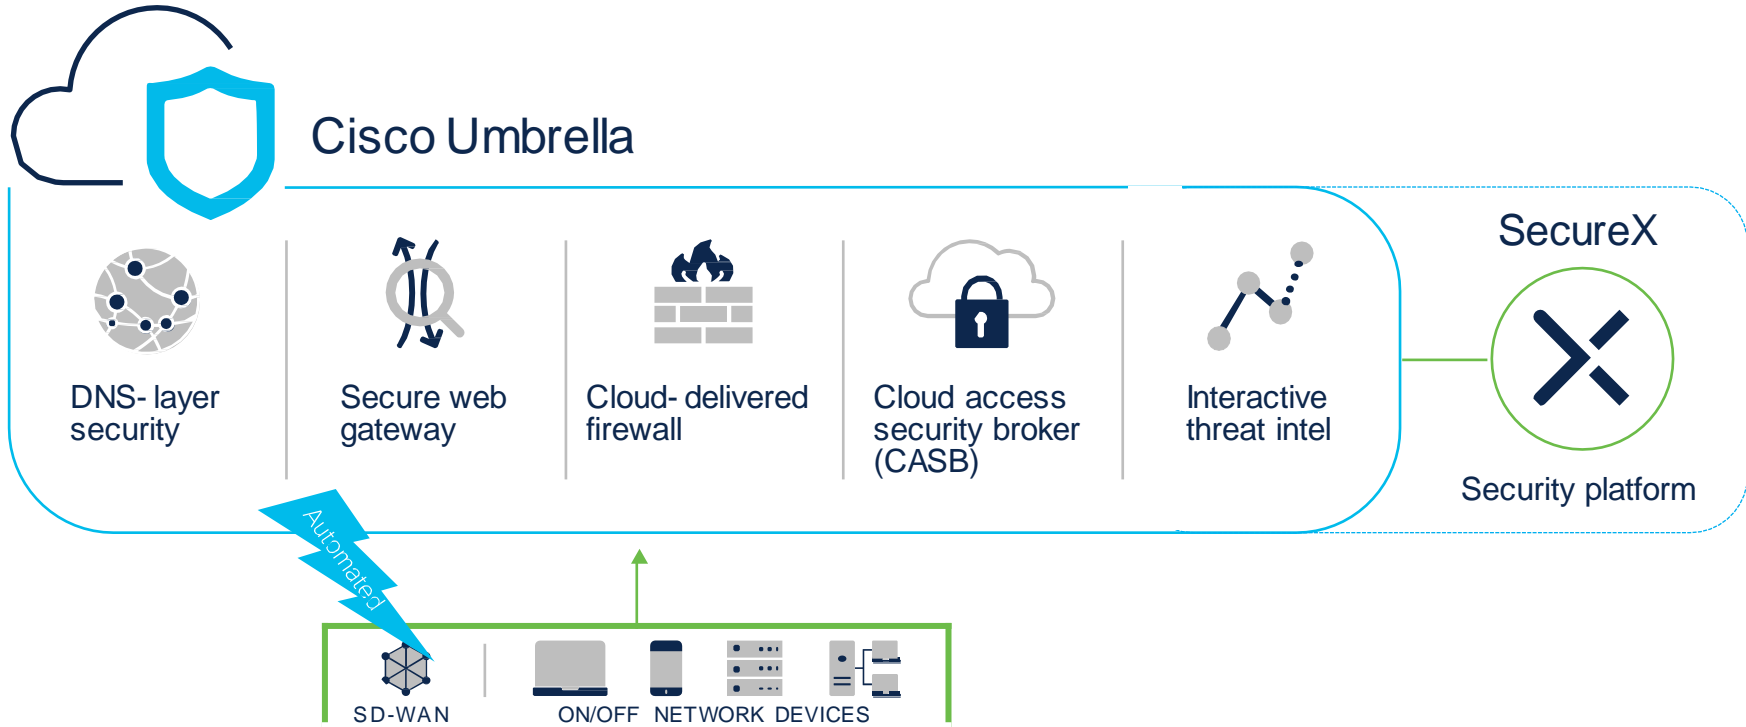 Cisco Umbrella
SecureX
DNS- layer
security
Secure web
gateway
Cloud- delivered
firewall
Cloud access
security broker
(CASB)
Interactive
threat intel
Security platform
Automated
SD-WAN
ON/OFF NETWORK DEVICES